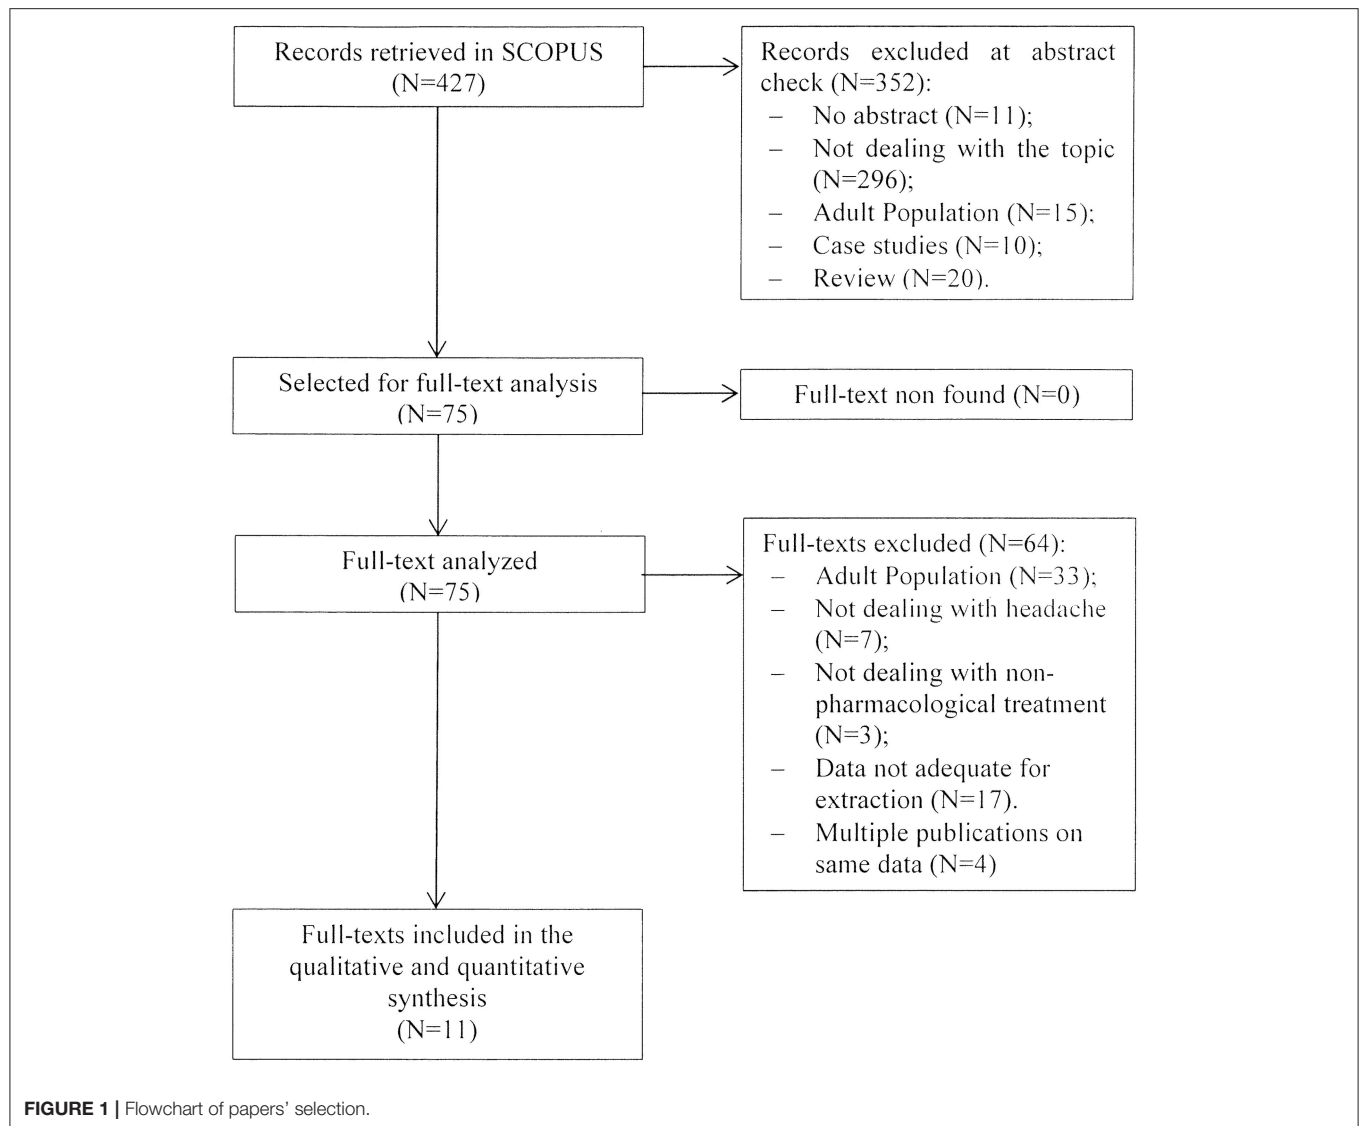 Records retrieved in SCOPUS
(N=427)
Records excluded at abstract
check (N=352):
– No abstract (N=11);
– Not dealing with the topic
(N=296);
– Adult Population (N=15);
– Case studies (N=10);
– Review (N=20).
Selected for full-text analysis
(N=75)
Full-text non found (N=0)
Full-text analyzed
(N=75)
Full-texts excluded (N=64):
– Adult Population (N=33);
– Not dealing with headache
(N=7);
– Not dealing with non-
pharmacological treatment
(N=3);
– Data not adequate for
extraction (N=17).
– Multiple publications on
same data (N=4)
Full-texts included in the
qualitative and quantitative
synthesis
(N=11)
FIGURE 1 | Flowchart of papers' selection.